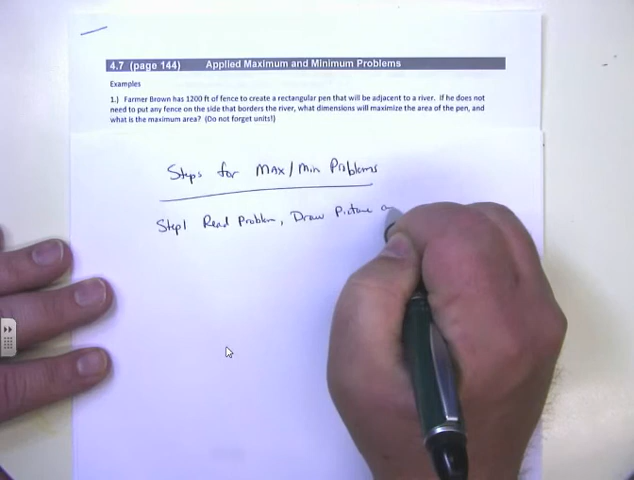 4.7 (page 144) Applied Maximum and Minimum Problems
Examples
1.) Farmer Brown has 1200 ft of fence to create a rectangular pen that will be adjacent to a river. If he does not
need to put any fence on the side that borders the river, what dimensions will maximize the area of the pen, and
what is the maximum area? (Do not forget units!)
Steps for Max/Min Problems
Step1 Read Problem, Draw Picture a